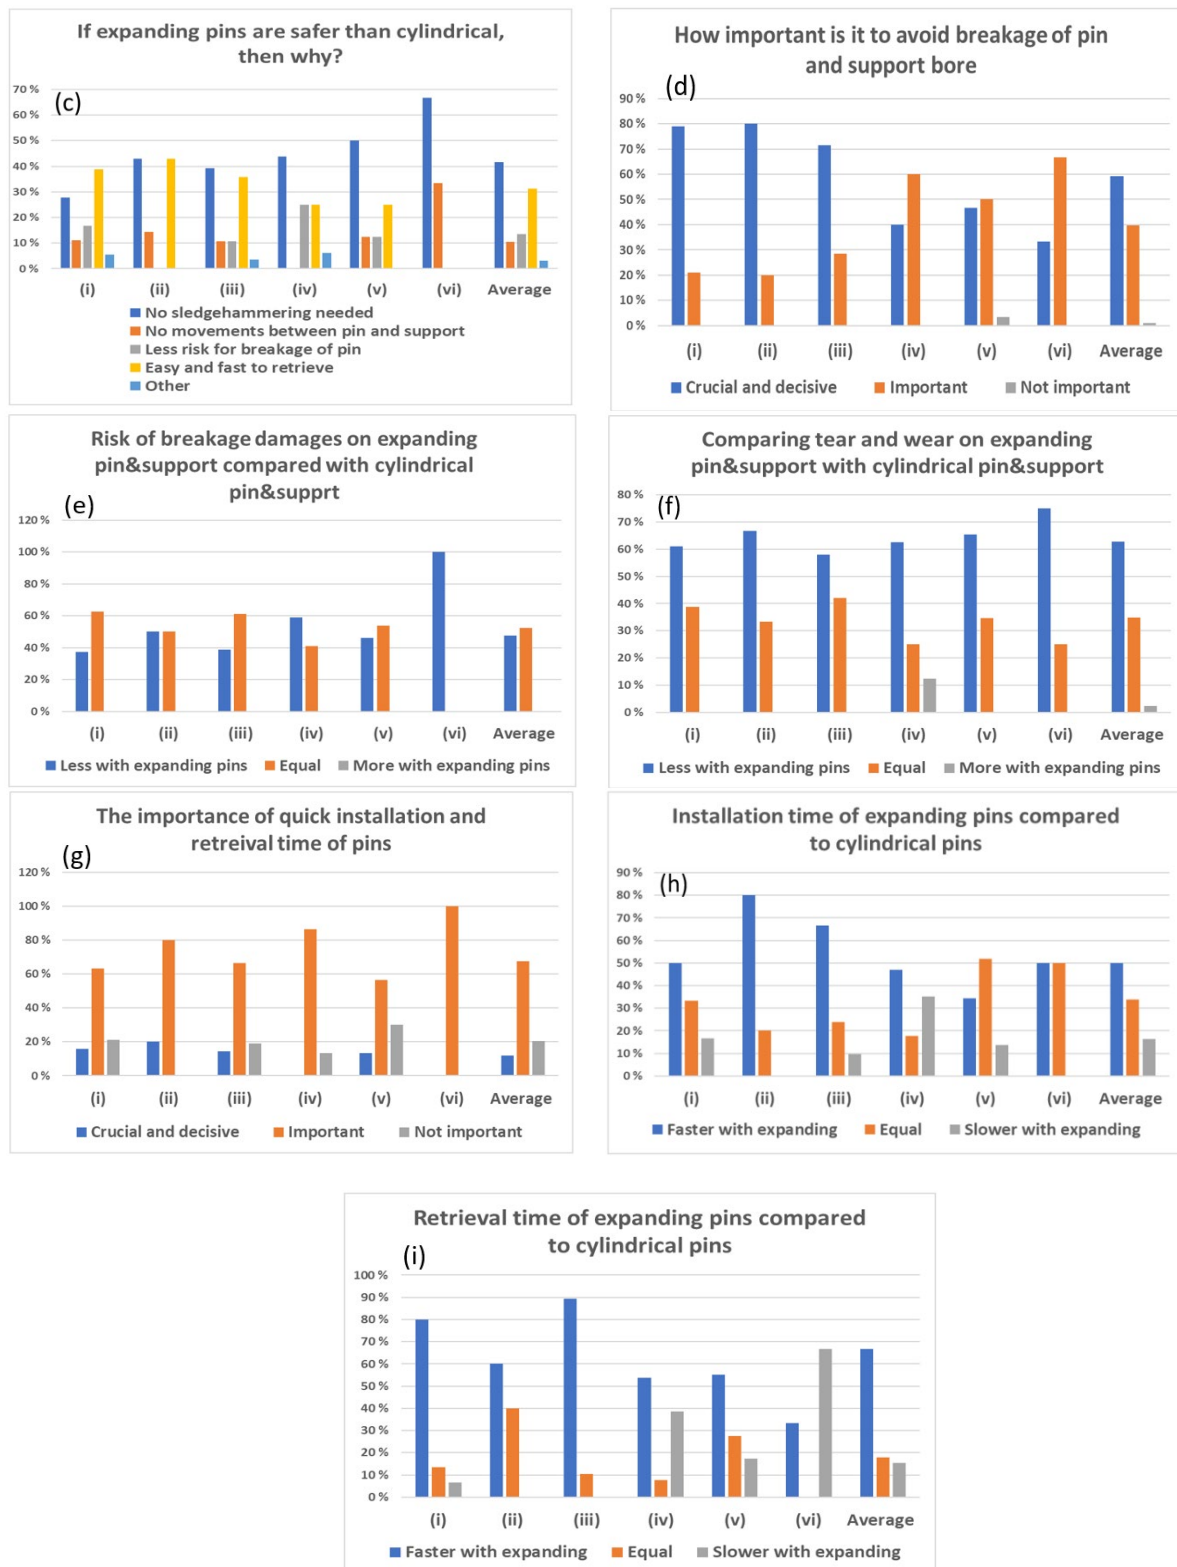 If expanding pins are safer than cylindrical,
then why?
(c)
70 %
60 %
50 %
40 %
30 %
20 %
10 %
0 %
(i) (ii) (iii) (iv) (v) (vi) Average
No sledgehammering needed
No movements between pin and support
Less risk for breakage of pin
Easy and fast to retrieve
Other
How important is it to avoid breakage of pin
and support bore
(d)
90 %
80 %
70 %
60 %
50 %
40 %
30 %
20 %
10 %
0 %
(i) (ii) (iii) (iv) (v) (vi) Average
Crucial and decisive Important Not important
Risk of breakage damages on expanding
pin&support compared with cylindrical
pin&supprt
(e)
120 %
100 %
80 %
60 %
40 %
20 %
0 %
(i) (ii) (iii) (iv) (v) (vi) Average
Less with expanding pins Equal More with expanding pins
Comparing tear and wear on expanding
pin&support with cylindrical pin&support
(f)
80 %
70 %
60 %
50 %
40 %
30 %
20 %
10 %
0 %
(i) (ii) (iii) (iv) (v) (vi) Average
Less with expanding pins Equal More with expanding pins
The importance of quick installation and
retreival time of pins
(g)
120 %
100 %
80 %
60 %
40 %
20 %
0 %
(i) (ii) (iii) (iv) (v) (vi) Average
Crucial and decisive Important Not important
Installation time of expanding pins compared
to cylindrical pins
(h)
90 %
80 %
70 %
60 %
50 %
40 %
30 %
20 %
10 %
0 %
(i) (ii) (iii) (iv) (v) (vi) Average
Faster with expanding Equal Slower with expanding
Retrieval time of expanding pins compared
to cylindrical pins
(i)
100 %
90 %
80 %
70 %
60 %
50 %
40 %
30 %
20 %
10 %
0 %
(i) (ii) (iii) (iv) (v) (vi) Average
Faster with expanding Equal Slower with expanding